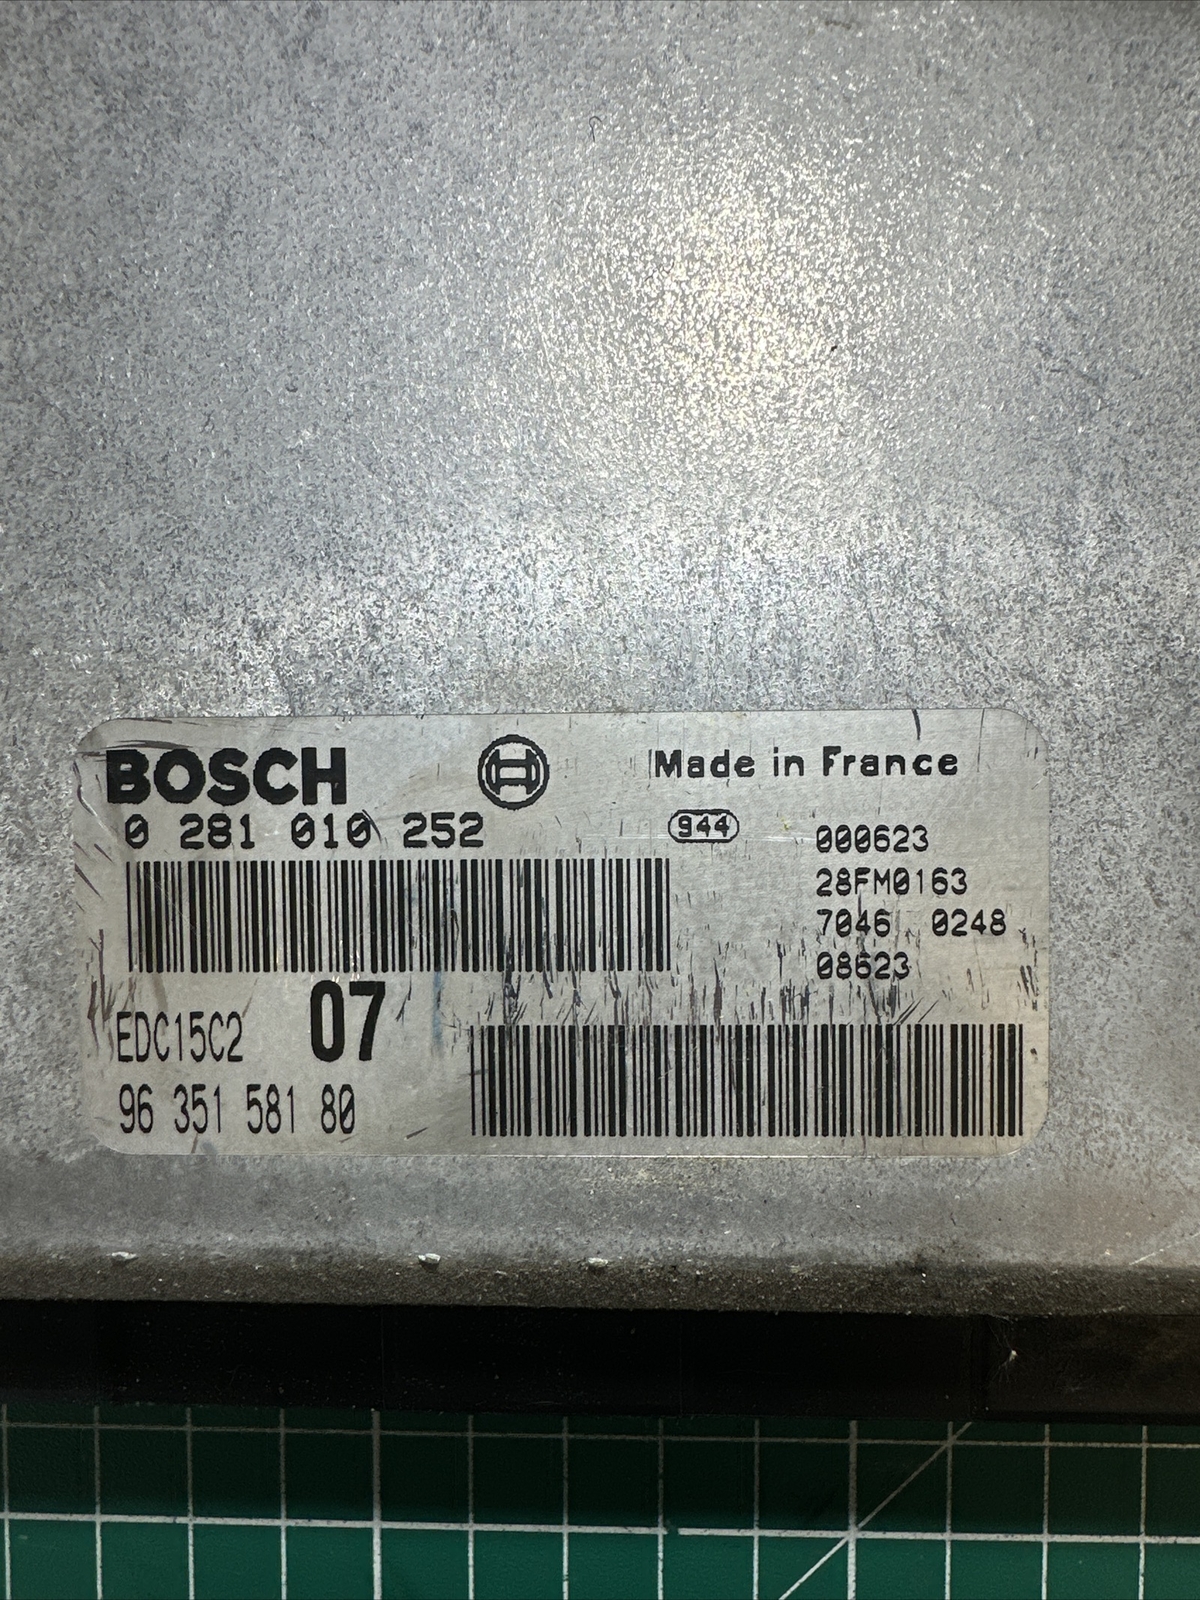 BOSCH
Made in France
0 281 010 252
944
000623
28FM0163
7046 0248
08623
EDC15C2 07
96 351 581 80